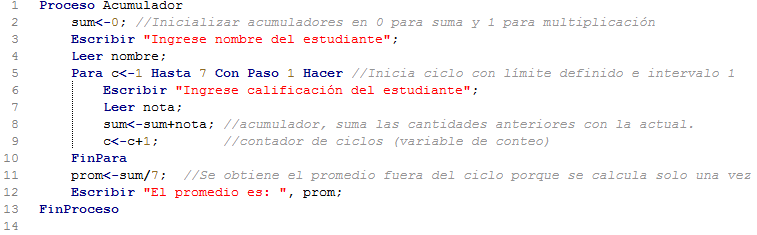 1 Proceso Acumulador
2 sum<-0; //Inicializar acumuladores en 0 para suma y 1 para multiplicación
3 Escribir "Ingrese nombre del estudiante";
4 Leer nombre;
5 Para c<-1 Hasta 7 Con Paso 1 Hacer //Inicia ciclo con límite definido e intervalo 1
6 Escribir "Ingrese calificación del estudiante";
7 Leer nota;
8 sum<-sum+nota; //acumulador, suma las cantidades anteriores con la actual.
9 c<-c+1; //contador de ciclos (variable de conteo)
10 FinPara
11 prom<-sum/7; //Se obtiene el promedio fuera del ciclo porque se calcula solo una vez
12 Escribir "El promedio es: ", prom;
13 FinProceso
14